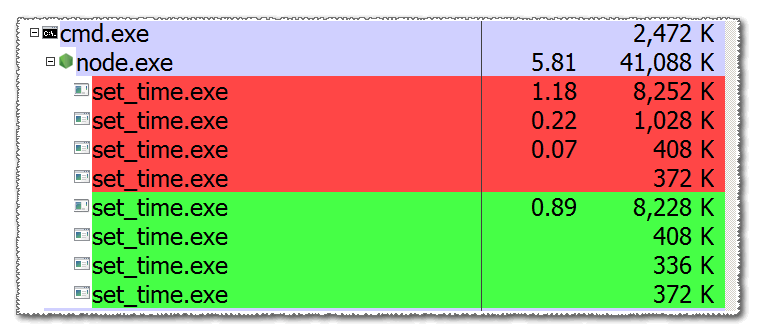 cmd.exe 2,472 K
node.exe 5.81 41,088 K
set_time.exe 1.18 8,252 K
set_time.exe 0.22 1,028 K
set_time.exe 0.07 408 K
set_time.exe 372 K
set_time.exe 0.89 8,228 K
set_time.exe 408 K
set_time.exe 336 K
set_time.exe 372 K